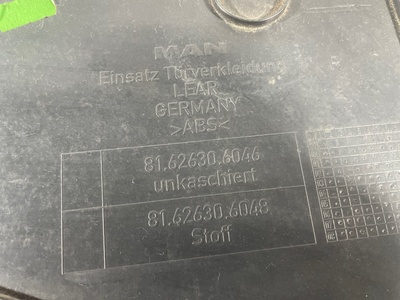 MAN
Einsatz Türverkleidung
LEAR
GERMANY
>ABS<
81.62630.6046
unkaschiert
81.62630.6048
Stoff